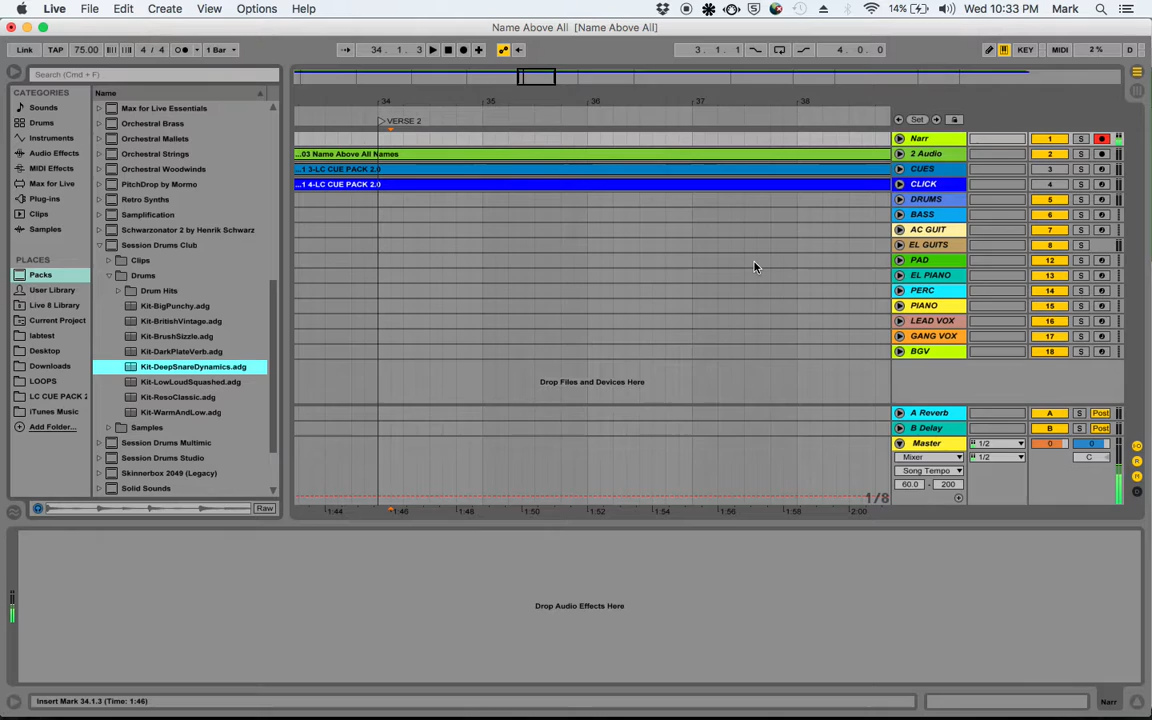 Live File Edit Create View Options Help 14% Wed 10:33 PM Mark
Name Above All [Name Above All]
Link TAP 75.00 4 / 4 1 Bar 34. 1. 3 3. 1. 1 4. 0. 0 KEY MIDI 2 % D
Search (Cmd + F)
CATEGORIES
Sounds
Drums
Instruments
Audio Effects
MIDI Effects
Max for Live
Plug-ins
Clips
Samples
PLACES
Packs
User Library
Live 8 Library
Current Project
labtest
Desktop
Downloads
LOOPS
LC CUE PACK 2
iTunes Music
Add Folder...
Name
Max for Live Essentials
Orchestral Brass
Orchestral Mallets
Orchestral Strings
Orchestral Woodwinds
PitchDrop by Mormo
Retro Synths
Samplification
Schwarzonator 2 by Henrik Schwarz
Session Drums Club
Clips
Drums
Drum Hits
Kit-BigPunchy.adg
Kit-BritishVintage.adg
Kit-BrushSizzle.adg
Kit-DarkPlateVerb.adg
Kit-DeepSnareDynamics.adg
Kit-LowLoudSquashed.adg
Kit-ResoClassic.adg
Kit-WarmAndLow.adg
Samples
Session Drums Multimic
Session Drums Studio
Skinnerbox 2049 (Legacy)
Solid Sounds
Raw
34 35 36 37 38
VERSE 2
Set
...03 Name Above All Names
...1 3-LC CUE PACK 2.0
...1 4-LC CUE PACK 2.0
Drop Files and Devices Here
1/8
1:44 1:46 1:48 1:50 1:52 1:54 1:56 1:58 2:00
Narr 1 S
2 Audio 2 S
CUES 3 S
CLICK 4 S
DRUMS 5 S
BASS 6 S
AC GUIT 7 S
EL GUITS 8 S
PAD 12 S
EL PIANO 13 S
PERC 14 S
PIANO 15 S
LEAD VOX 16 S
GANG VOX 17 S
BGV 18 S
A Reverb A S Post
B Delay B S Post
Master 1/2 0 0
Mixer 1/2 C
Song Tempo
60.0 - 200
Drop Audio Effects Here
Insert Mark 34.1.3 (Time: 1:46)
Narr